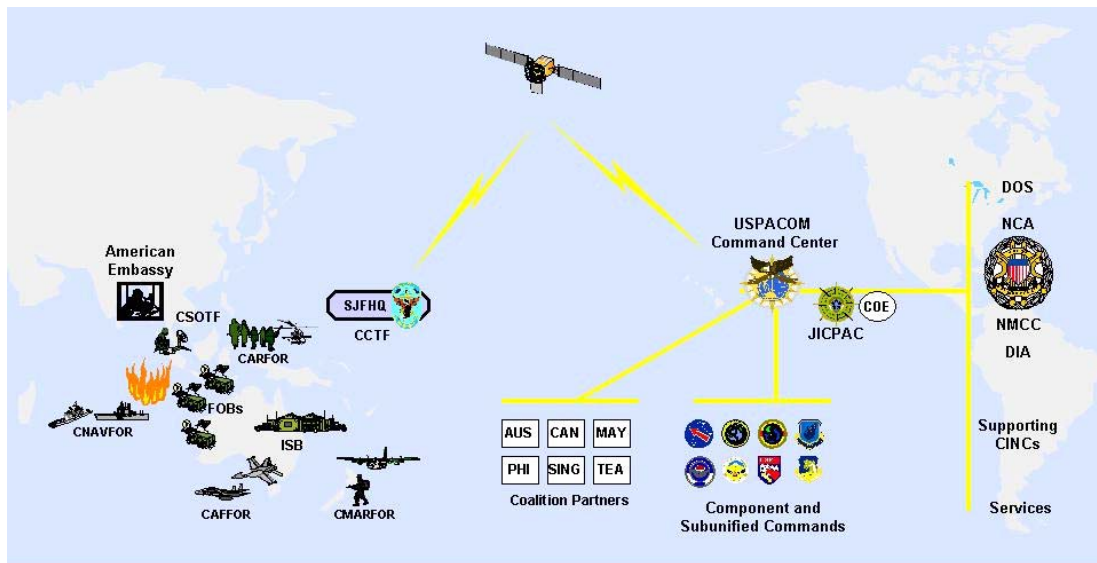 DOS
USPACOM
Command Center
NCA
American
Embassy
SJFHQ
COE
CSOTF
CCTF
JICPAC
NMCC
CARFOR
DIA
FOBs
CNAVFOR
ISB
AUS CAN MAY
Supporting
CINCs
PHI SING TEA
Coalition Partners
Component and
Subunified Commands
Services
CAFFOR
CMARFOR